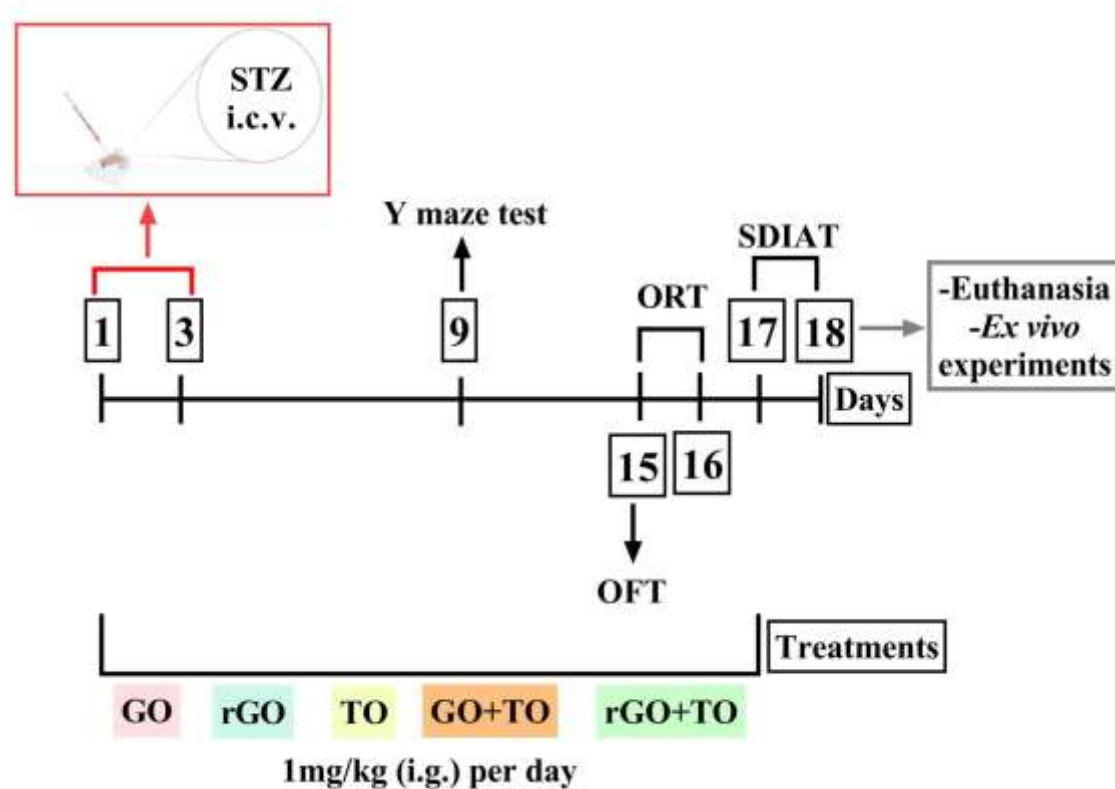 STZ
i.c.v.
Y maze test
SDIAT
ORT
1
3
9
17
18
-Euthanasia
-Ex vivo
experiments
Days
15
16
OFT
Treatments
GO
rGO
TO
GO+TO
rGO+TO
1mg/kg (i.g.) per day